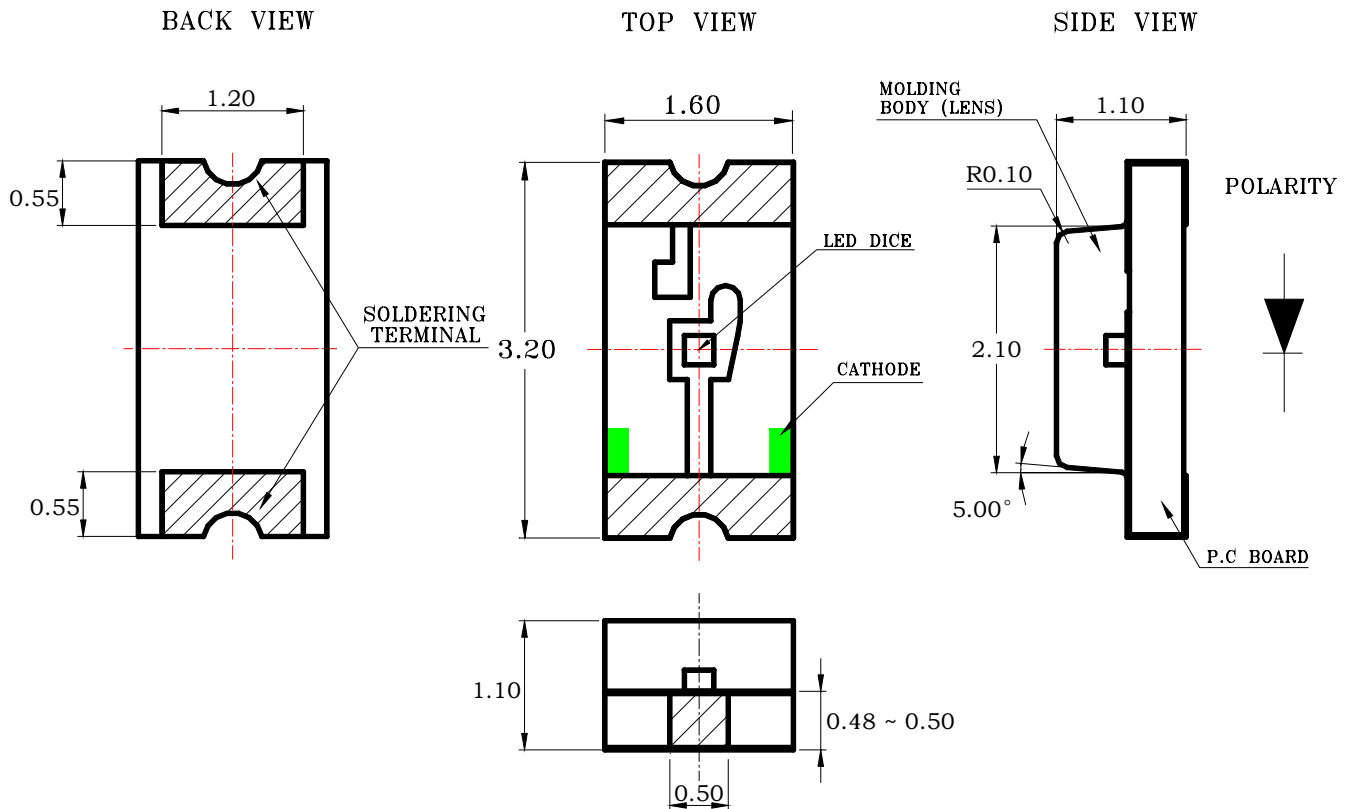 BACK VIEW
TOP VIEW
SIDE VIEW
1.20
0.55
0.55
SOLDERING
TERMINAL
1.60
3.20
LED DICE
CATHODE
MOLDING
BODY (LENS)
1.10
R0.10
2.10
5.00°
P.C BOARD
POLARITY
1.10
0.48 ~ 0.50
0.50